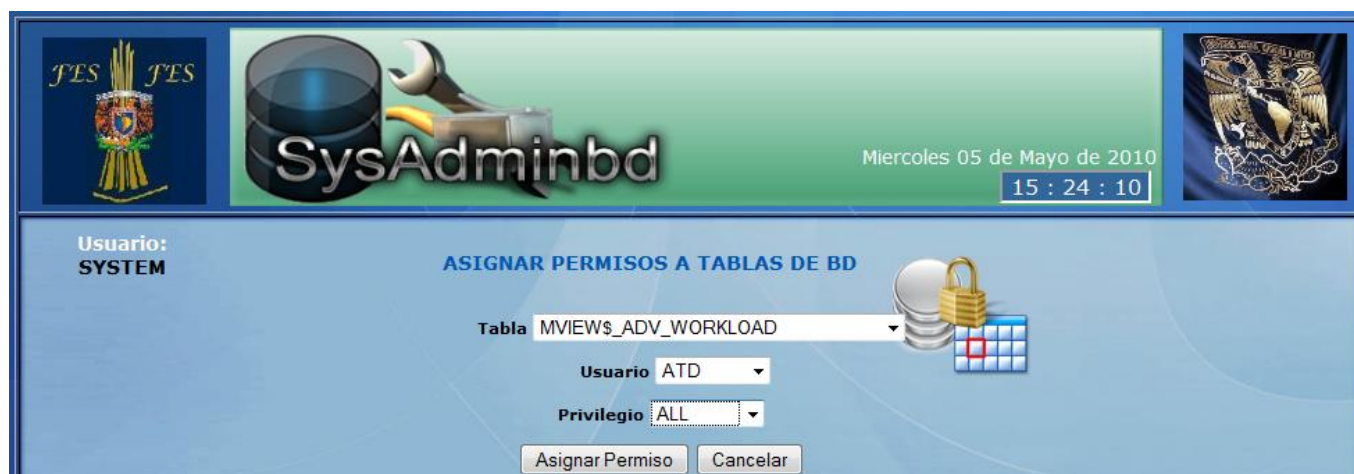 FES FES
SysAdminbd
Miercoles 05 de Mayo de 2010
15 : 24 : 10
Usuario:
SYSTEM
ASIGNAR PERMISOS A TABLAS DE BD
Tabla MVIEW$_ADV_WORKLOAD
Usuario ATD
Privilegio ALL
Asignar Permiso Cancelar